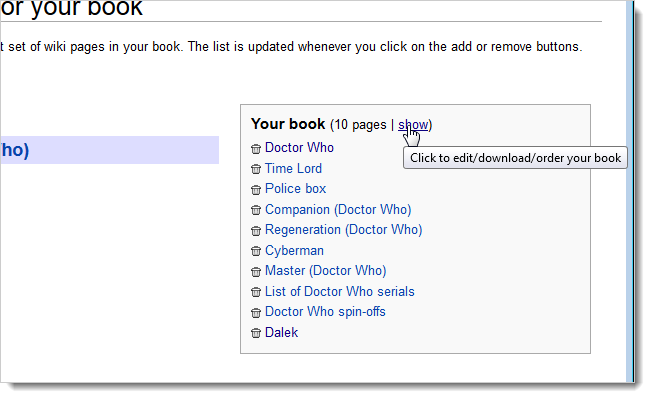 or your book
t set of wiki pages in your book. The list is updated whenever you click on the add or remove buttons.
ho)
Your book (10 pages | show)
Click to edit/download/order your book
Doctor Who
Time Lord
Police box
Companion (Doctor Who)
Regeneration (Doctor Who)
Cyberman
Master (Doctor Who)
List of Doctor Who serials
Doctor Who spin-offs
Dalek